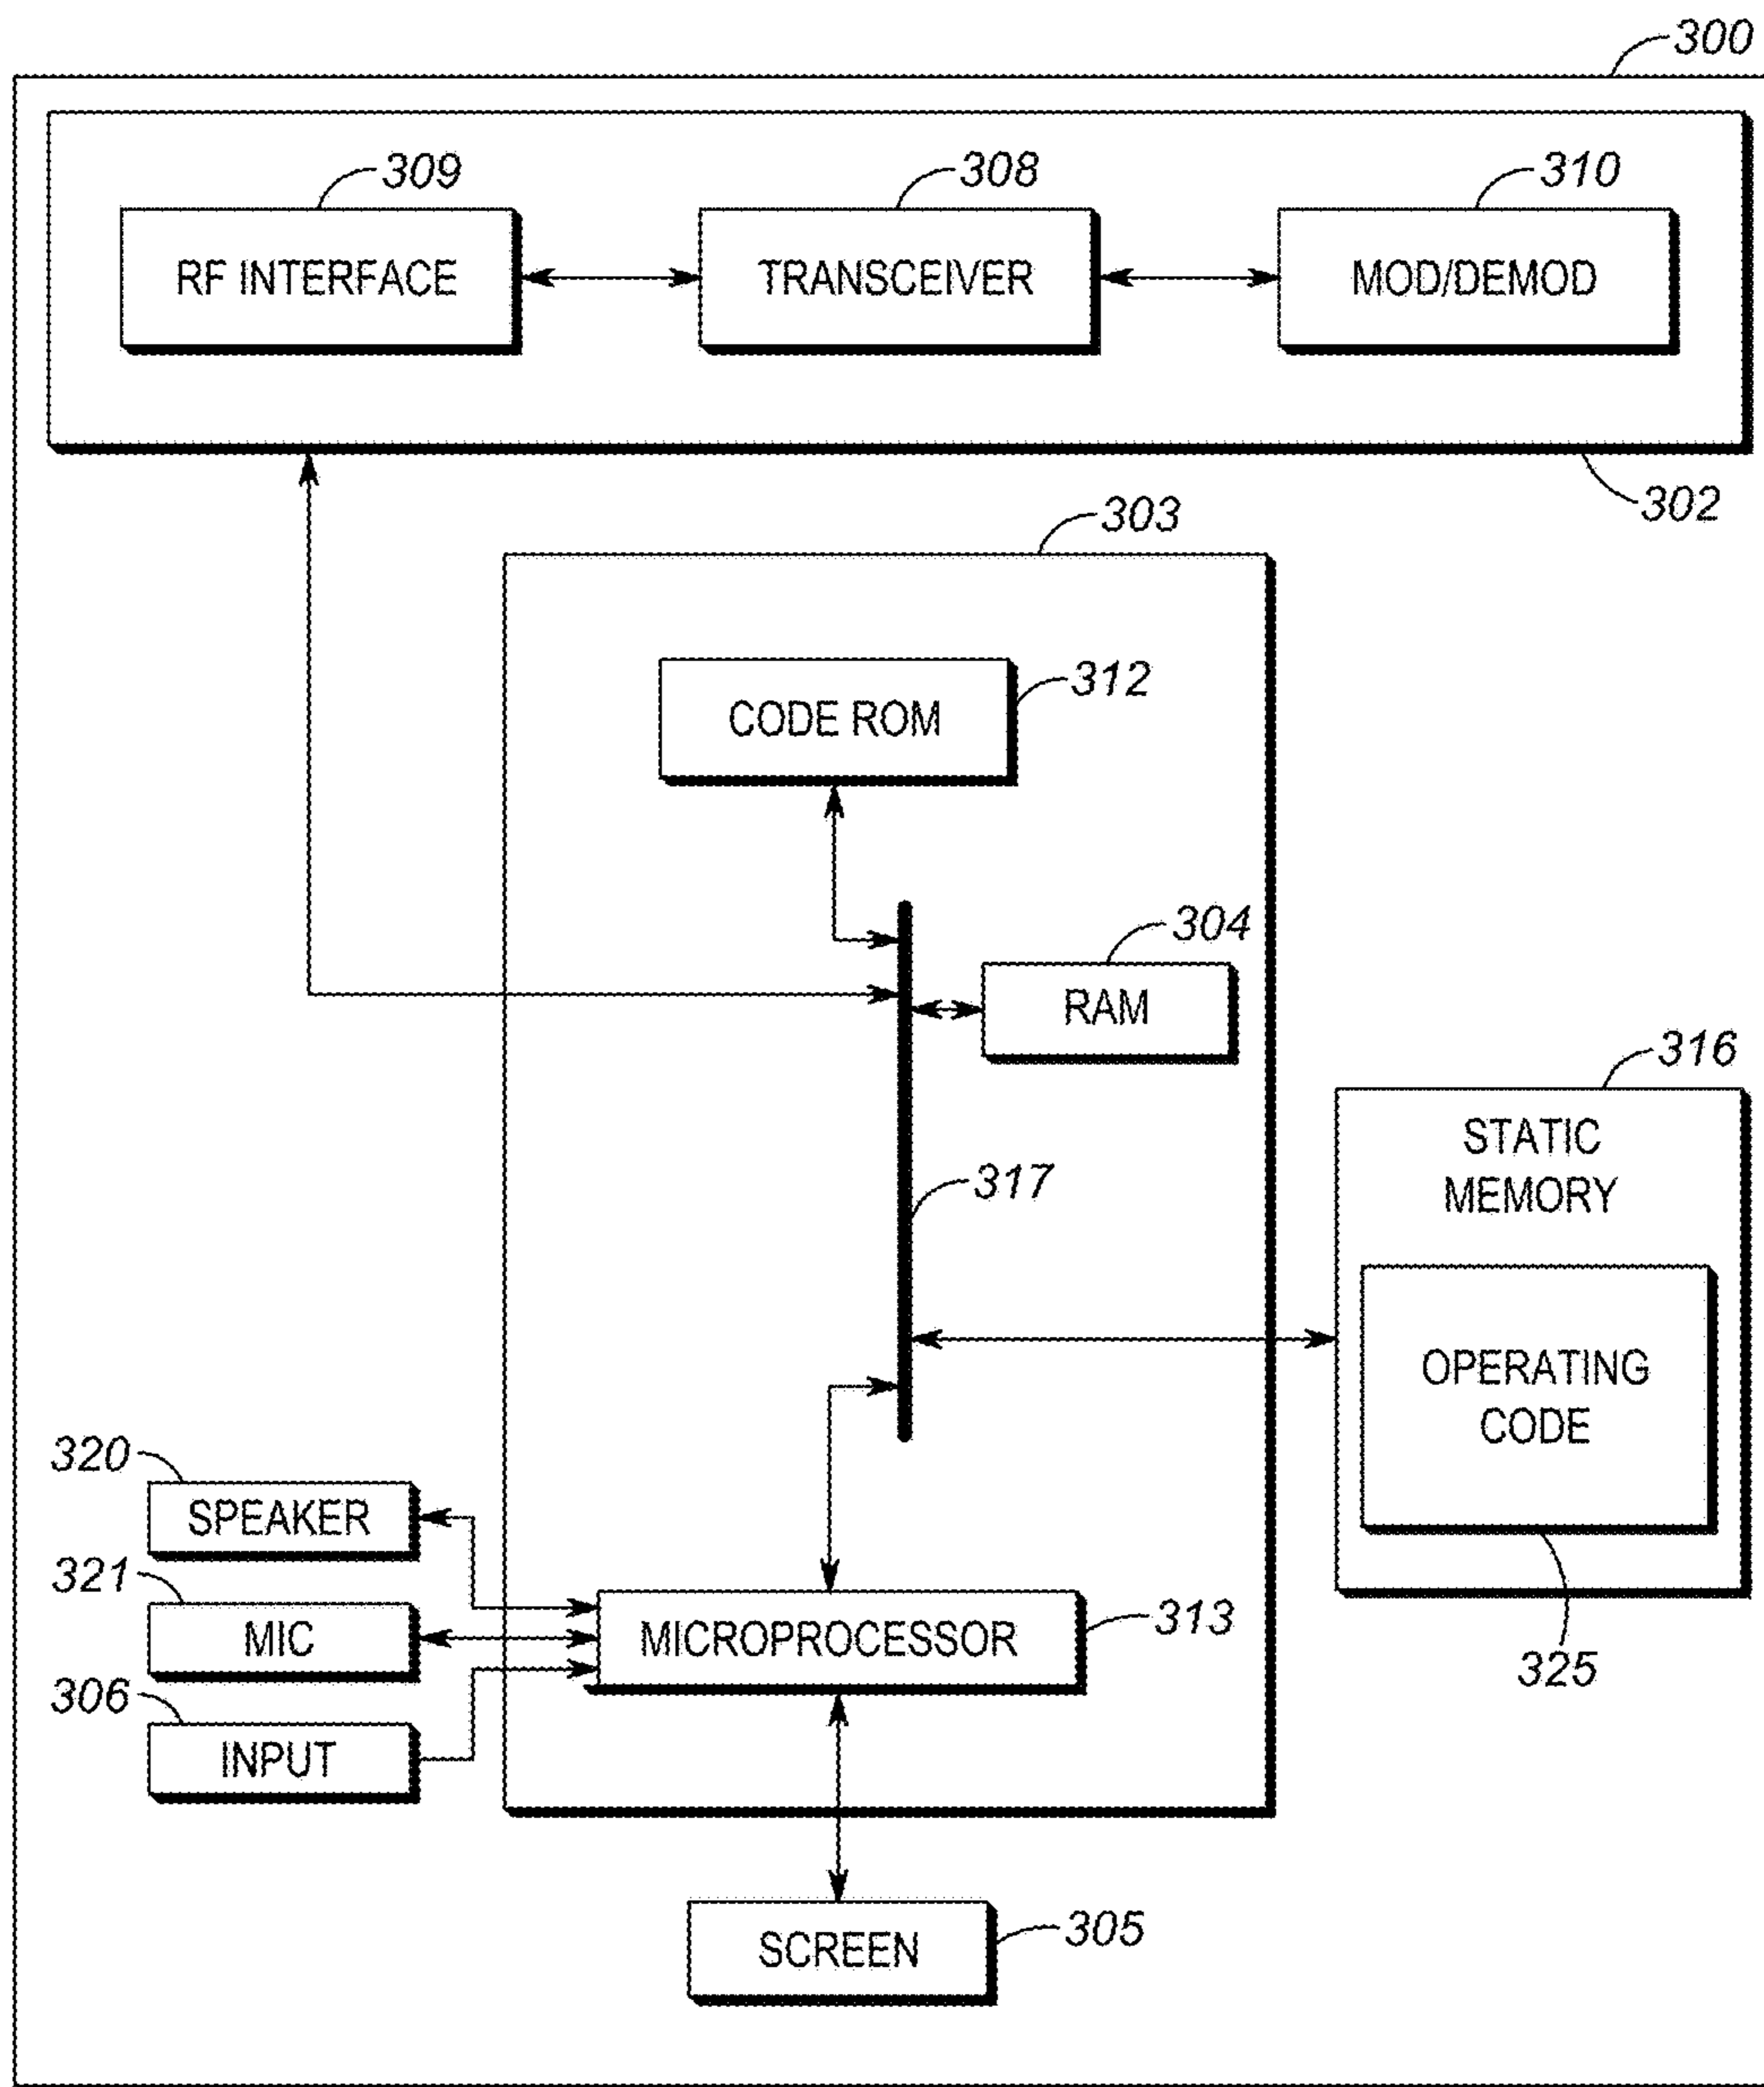 300
309
308
310
RF INTERFACE
TRANSCEIVER
MOD/DEMOD
302
303
312
CODE ROM
304
RAM
316
STATIC
MEMORY
317
OPERATING
CODE
320
SPEAKER
321
MIC
MICROPROCESSOR
313
325
306
INPUT
305
SCREEN